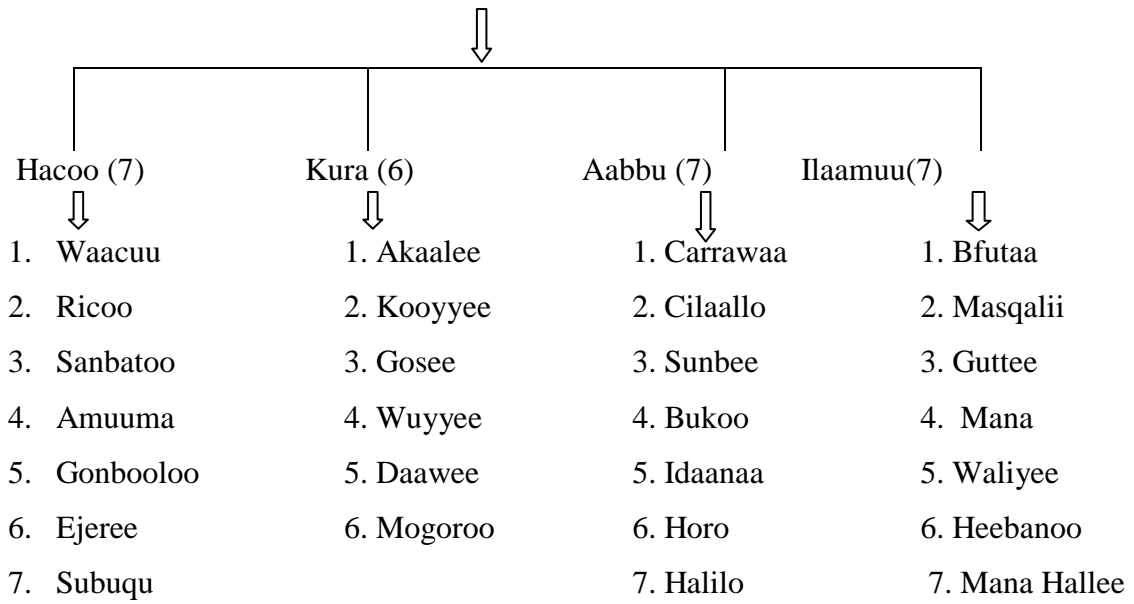 Hacoo (7) Kura (6) Aabbu (7) Ilaamuu(7)
1. Waacuu 1. Akaalee 1. Carrawaa 1. Bfutaa
2. Ricoo 2. Kooyyee 2. Cilaallo 2. Masqalii
3. Sanbatoo 3. Gosee 3. Sunbee 3. Guttee
4. Amuuma 4. Wuyyee 4. Bukoo 4. Mana
5. Gonbooloo 5. Daawee 5. Idaanaa 5. Waliyee
6. Ejeree 6. Mogoroo 6. Horo 6. Heebanoo
7. Subuqu 7. Halilo 7. Mana Hallee